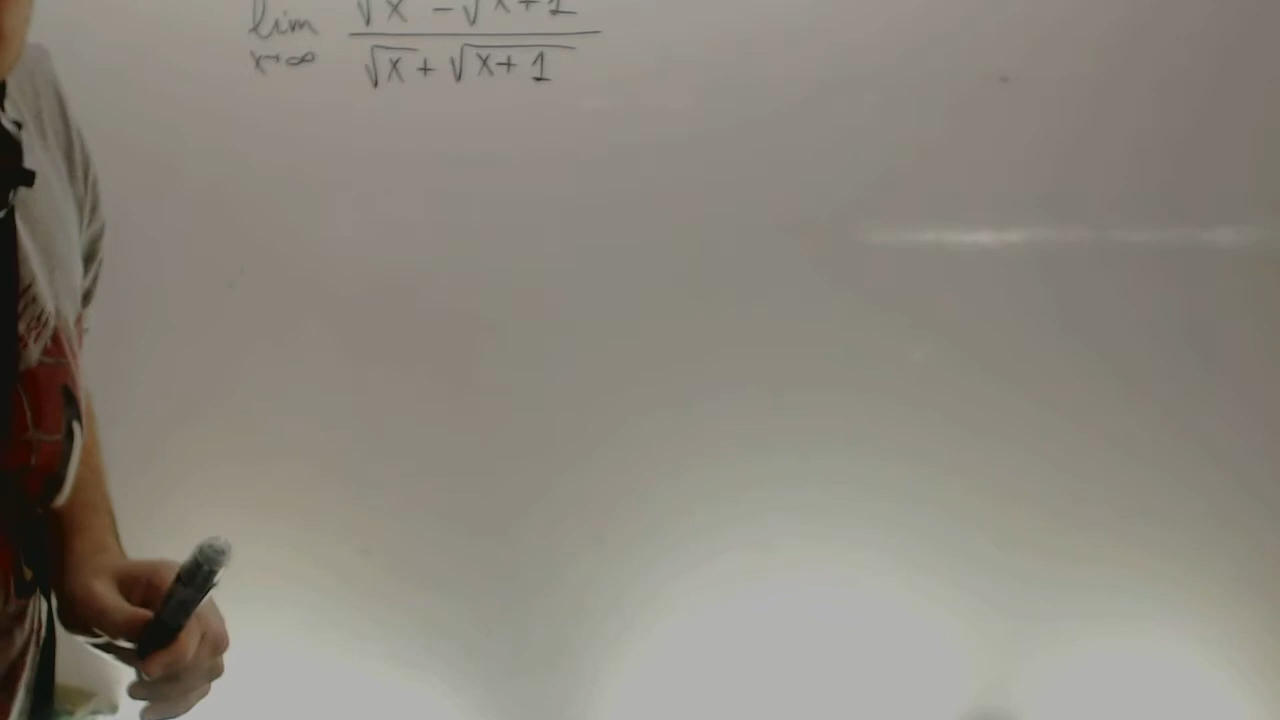 lim √x - √x+1
x→∞ √x + √x+1